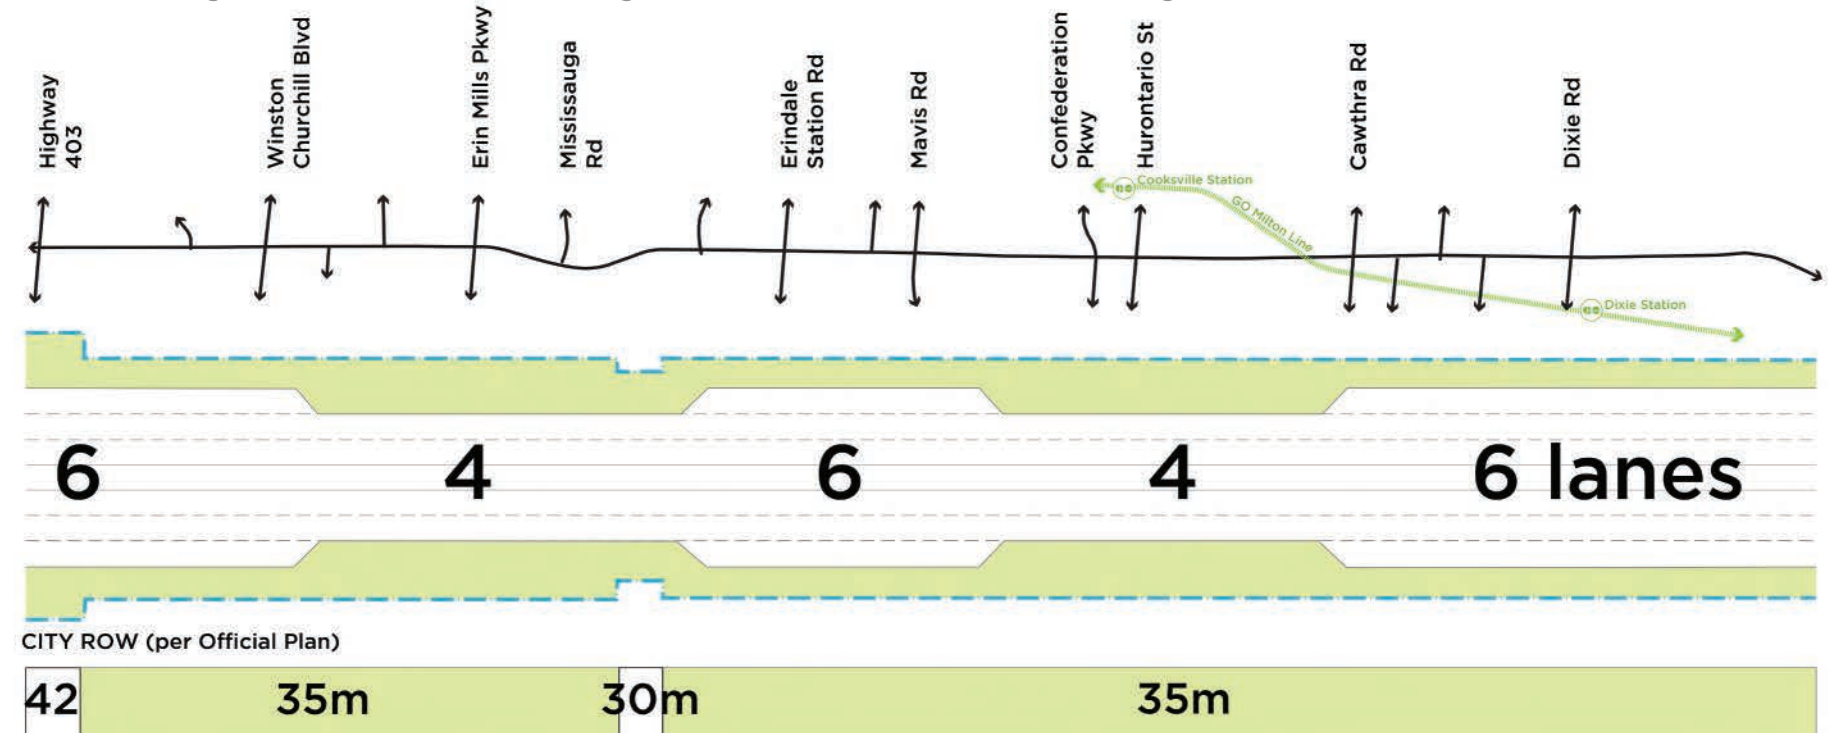 Highway
403
Winston
Churchill Blvd
Erin Mills Pkwy
Mississauga
Rd
Erindale
Station Rd
Mavis Rd
Confederation
Pkwy
Hurontario St
Cawthra Rd
Dixie Rd
Cooksville Station
GO Milton Line
Dixie Station
6
4
6
4
6 lanes
CITY ROW (per Official Plan)
42
35m
30m
35m